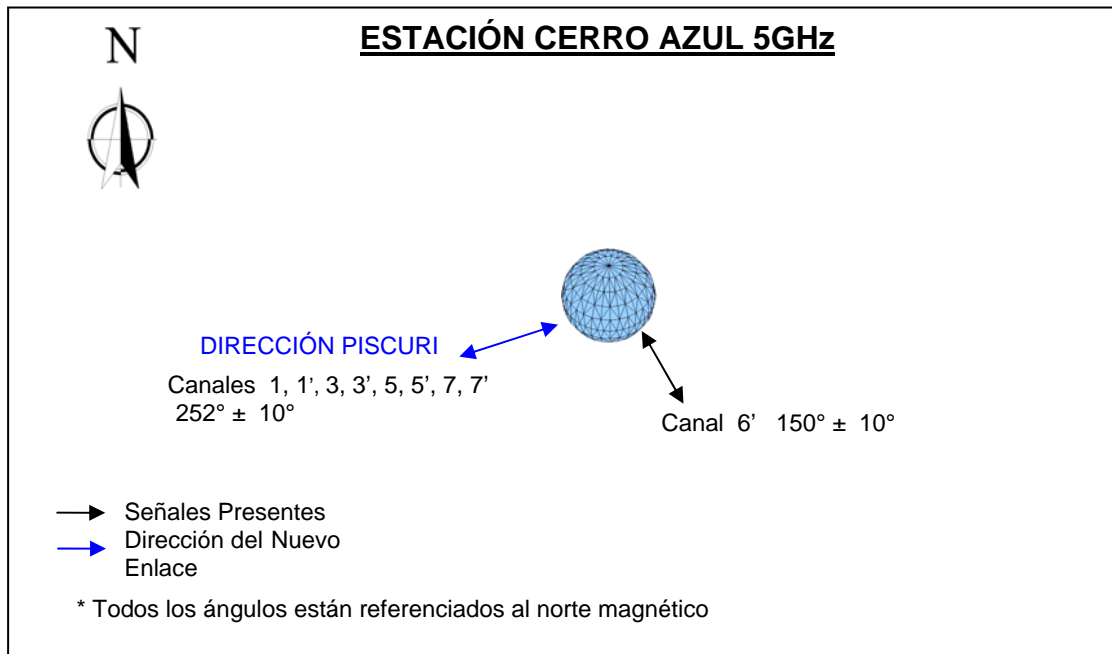 N
ESTACIÓN CERRO AZUL 5GHz
DIRECCIÓN PISCURI
Canales 1, 1', 3, 3', 5, 5', 7, 7'
252° ± 10°
Canal 6' 150° ± 10°
Señales Presentes
Dirección del Nuevo
Enlace
* Todos los ángulos están referenciados al norte magnético